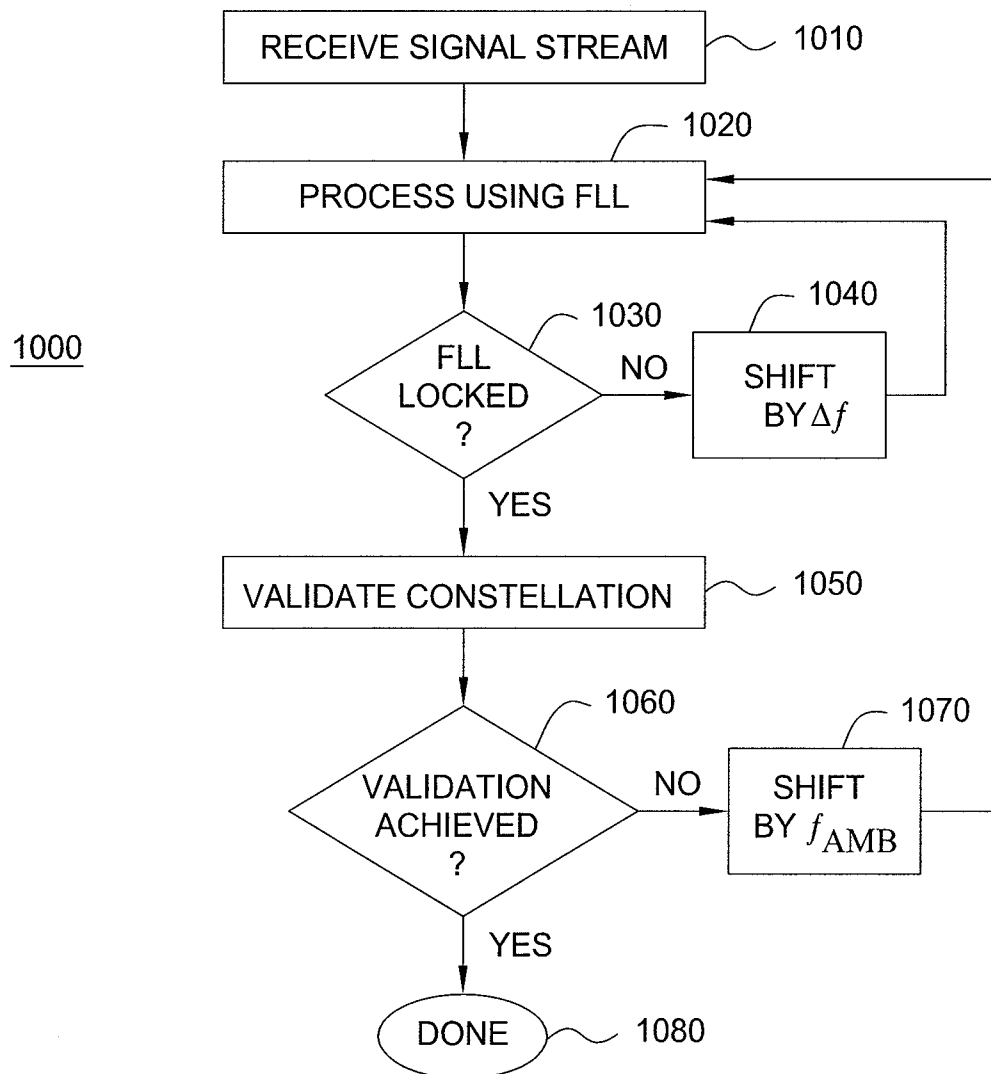 RECEIVE SIGNAL STREAM
1010
1020
PROCESS USING FLL
1000
1030
FLL
LOCKED
?
NO
1040
SHIFT
BY Δf
YES
VALIDATE CONSTELLATION
1050
1060
VALIDATION
ACHIEVED
?
NO
1070
SHIFT
BY f_AMB
YES
DONE
1080